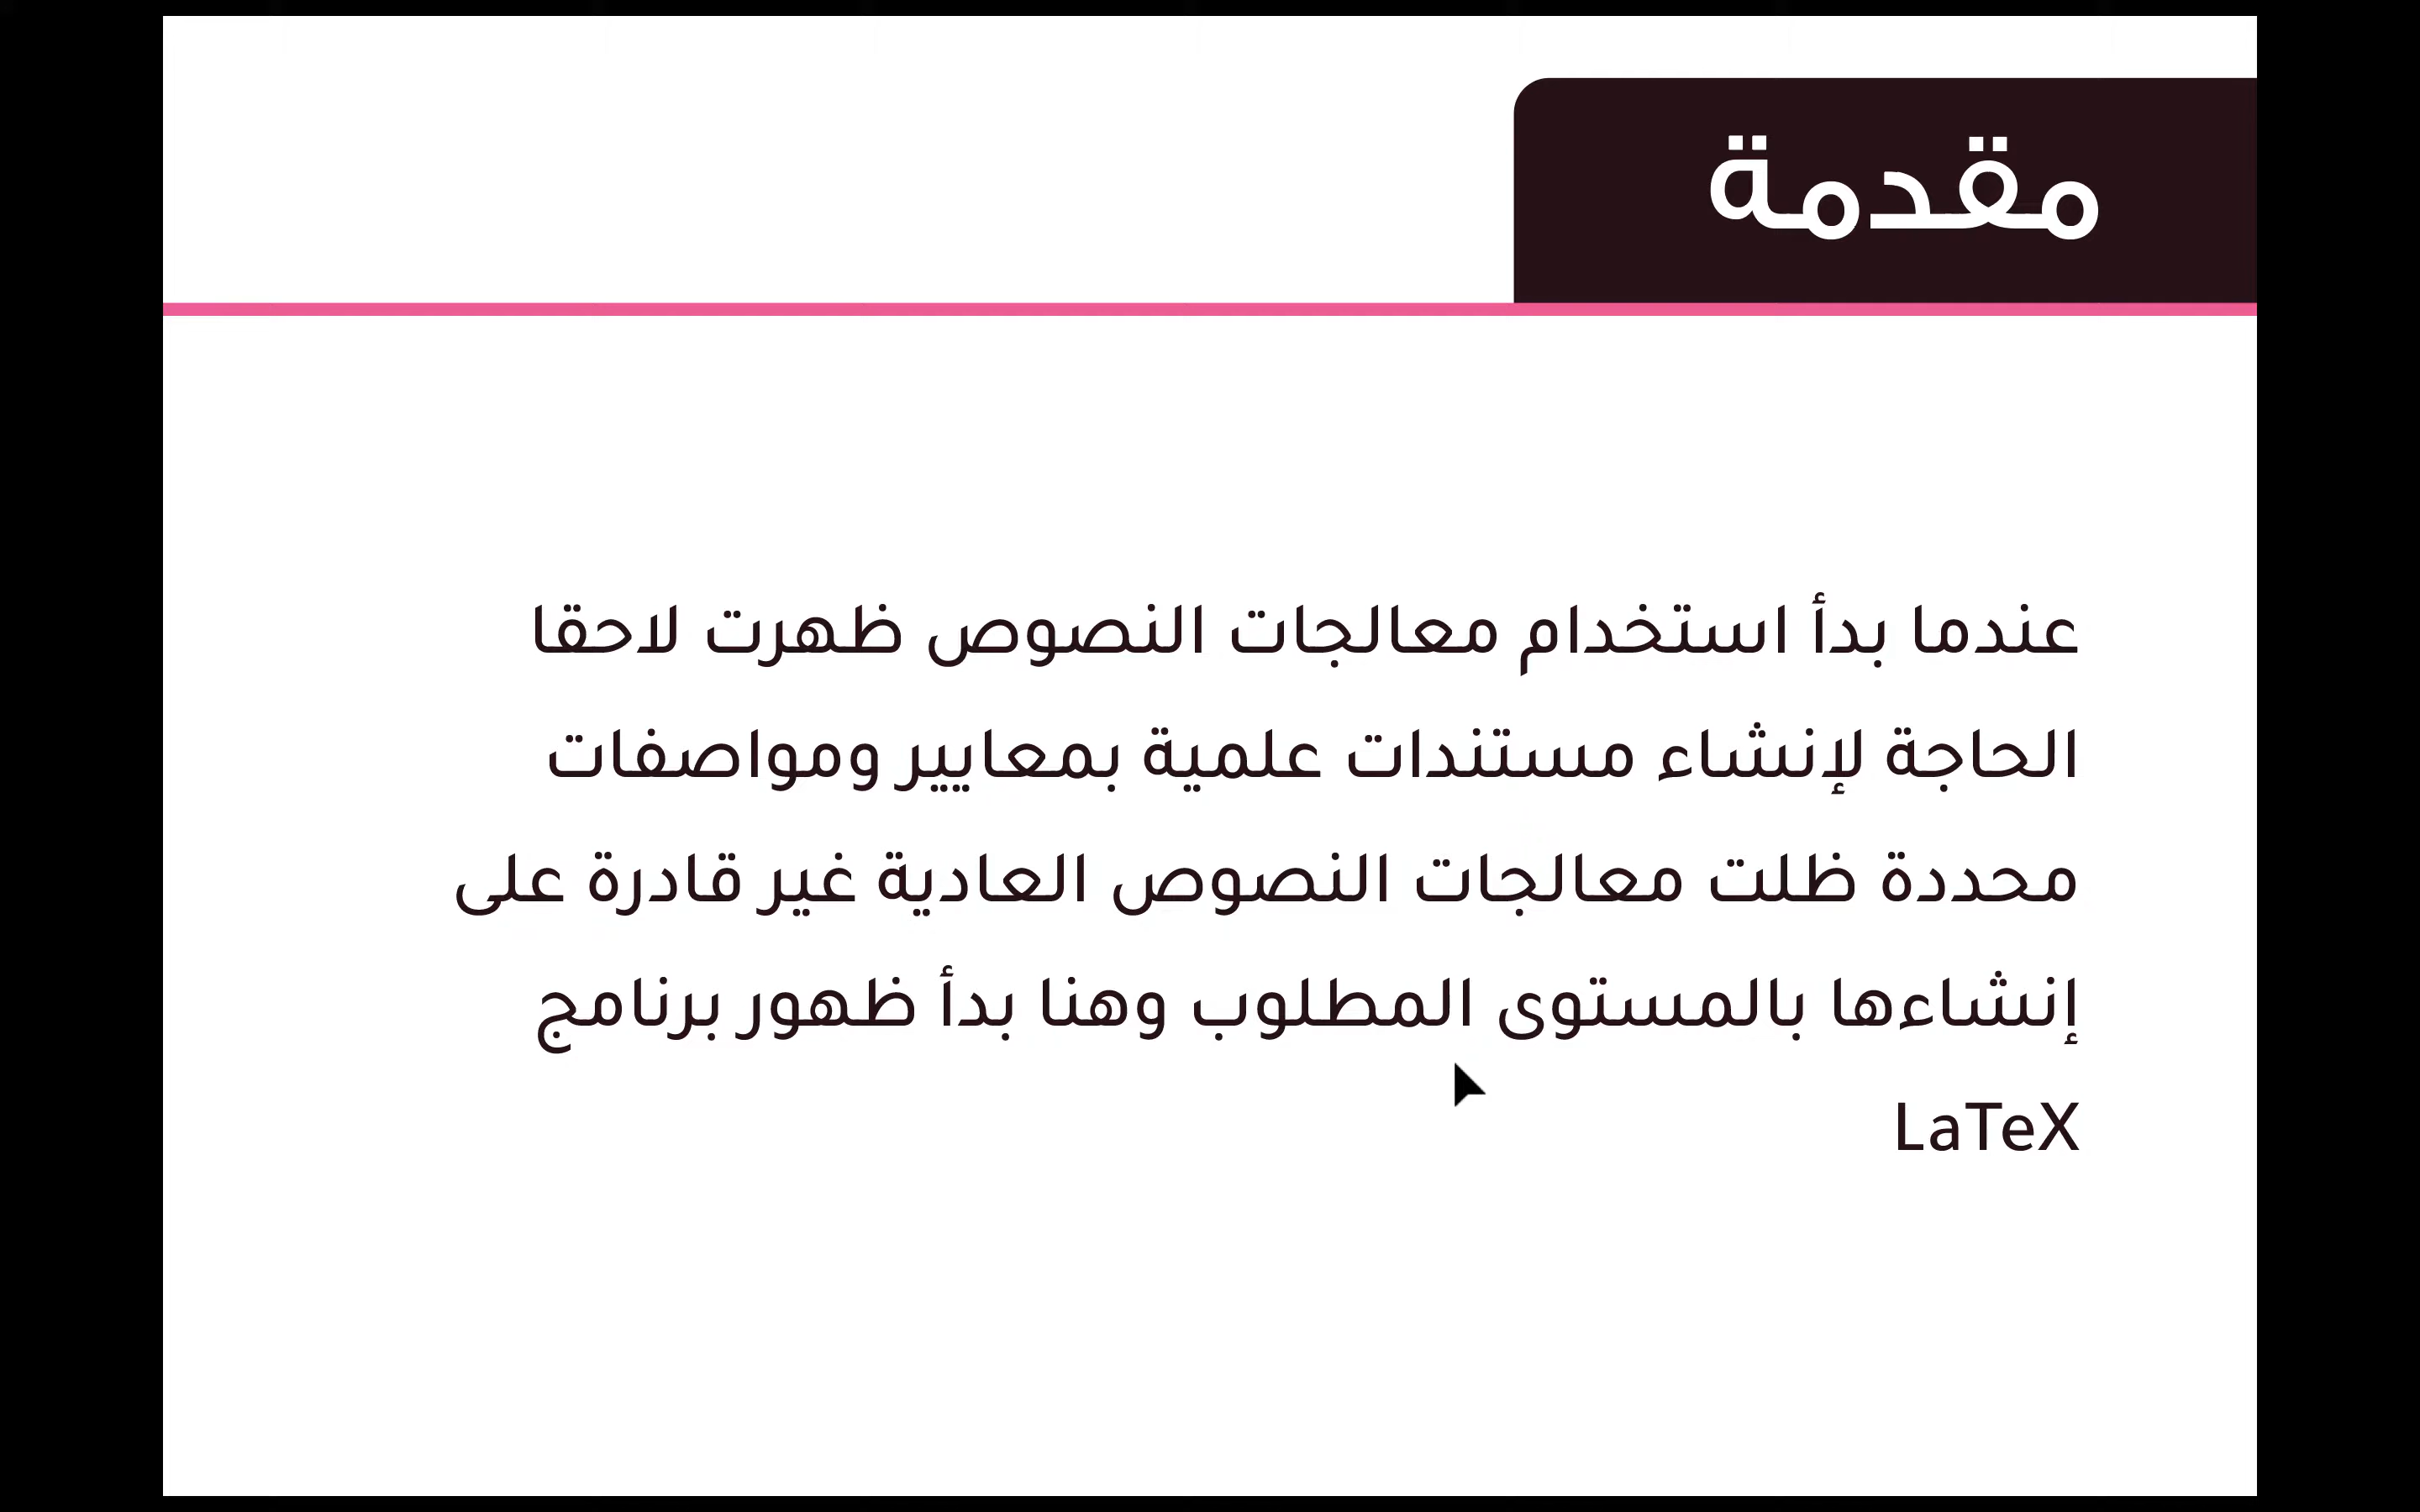 مقدمة
عندما بدأ استخدام معالجات النصوص ظهرت لاحقا
الحاجة لإنشاء مستندات علمية بمعايير ومواصفات
محددة ظلت معالجات النصوص العادية غير قادرة على
إنشاءها بالمستوى المطلوب وهنا بدأ ظهور برنامج
LaTeX